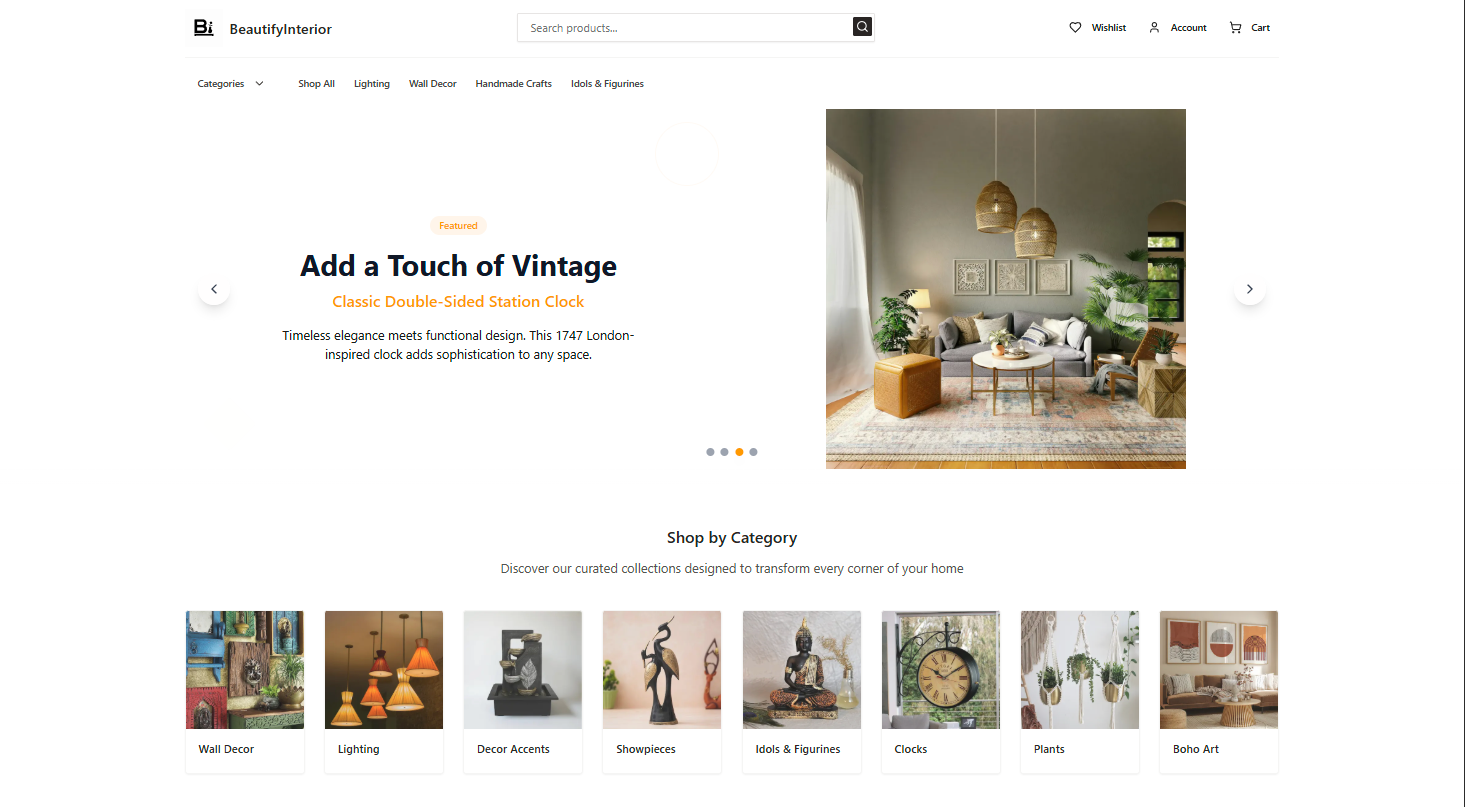 Bi BeautifyInterior
Search products...
Wishlist
Account
Cart
Categories
Shop All
Lighting
Wall Decor
Handmade Crafts
Idols & Figurines
Featured
Add a Touch of Vintage
Classic Double-Sided Station Clock
Timeless elegance meets functional design. This 1747 London-
inspired clock adds sophistication to any space.
Shop by Category
Discover our curated collections designed to transform every corner of your home
Wall Decor
Lighting
Decor Accents
Showpieces
Idols & Figurines
Clocks
Plants
Boho Art